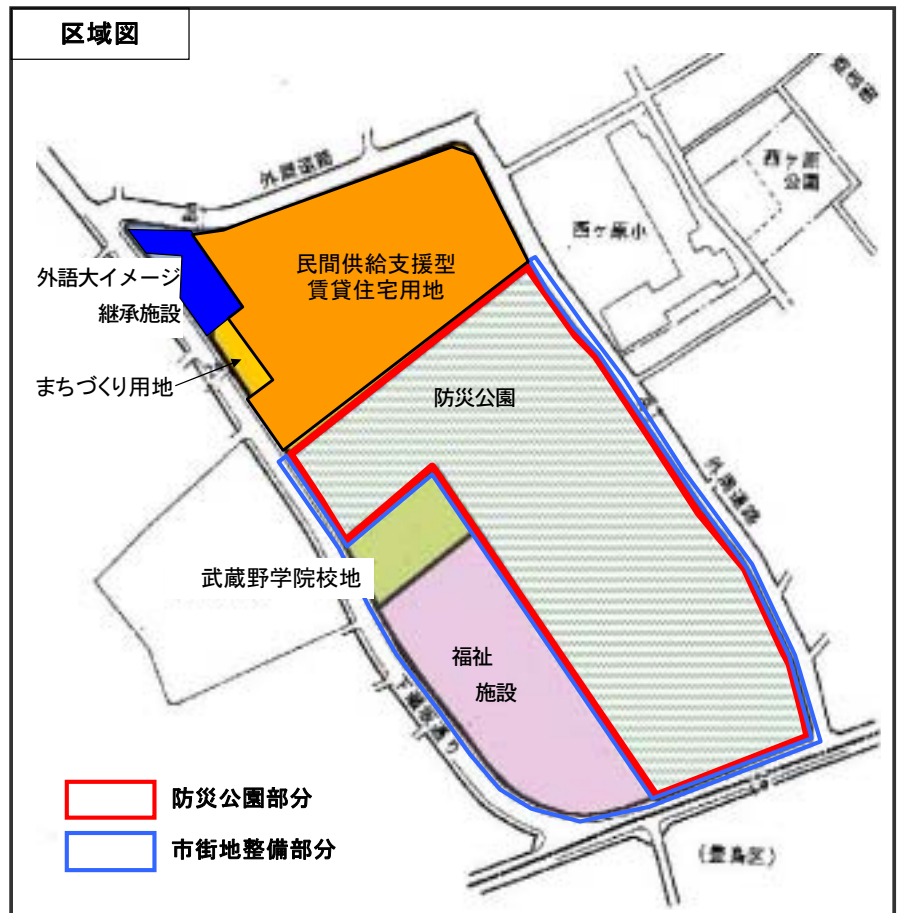 区域図
外周道路
西ヶ原
公園
西ヶ原小
民間供給支援型
賃貸住宅用地
外語大イメージ
継承施設
まちづくり用地
防災公園
外周道路
武蔵野学院校地
福祉
施設
防災公園部分
市街地整備部分
(豊島区)